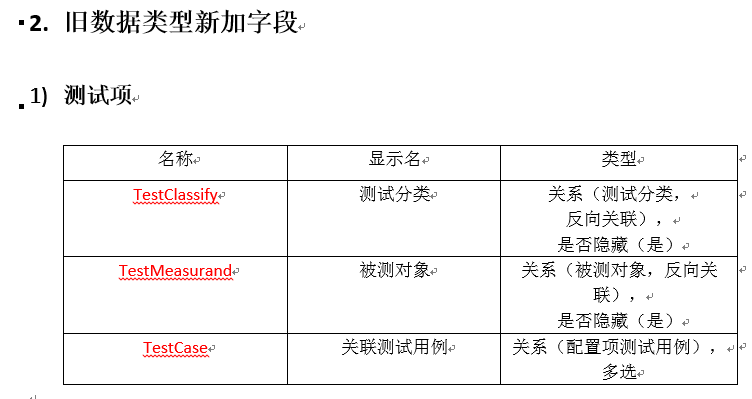 2. 旧数据类型新加字段
1) 测试项
名称 显示名 类型
TestClassify 测试分类 关系（测试分类，
反向关联），
是否隐藏（是）
TestMeasurand 被测对象 关系（被测对象，反向关
联），
是否隐藏（是）
TestCase 关联测试用例 关系（配置项测试用例），
多选